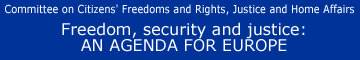 Committee on Citizens' Freedoms and Rights, Justice and Home Affairs
Freedom, security and justice:
AN AGENDA FOR EUROPE